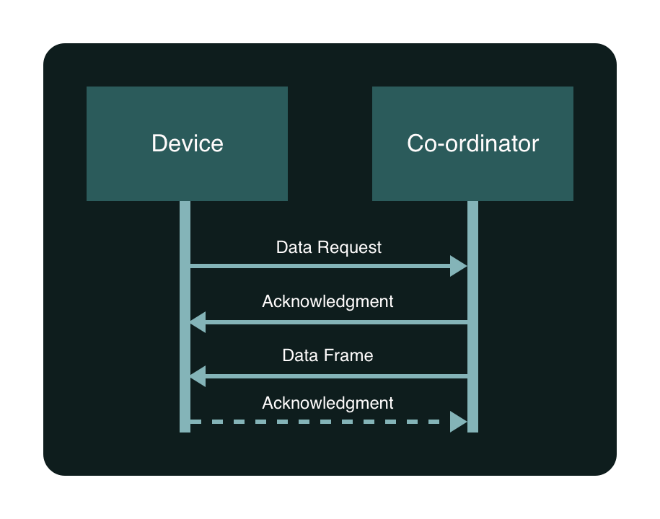 Device
Co-ordinator
Data Request
Acknowledgment
Data Frame
Acknowledgment